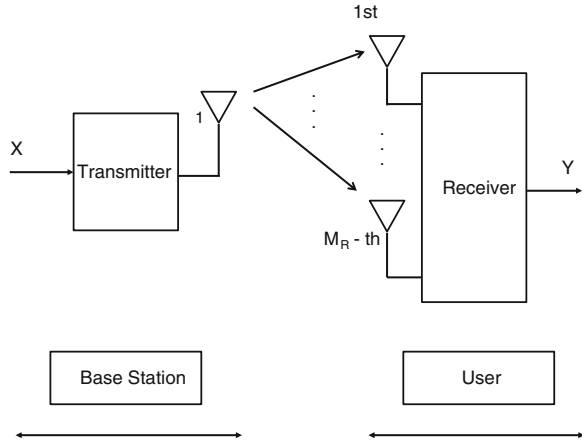 1st
1
X
Transmitter
Receiver
Y
M_R - th
Base Station
User